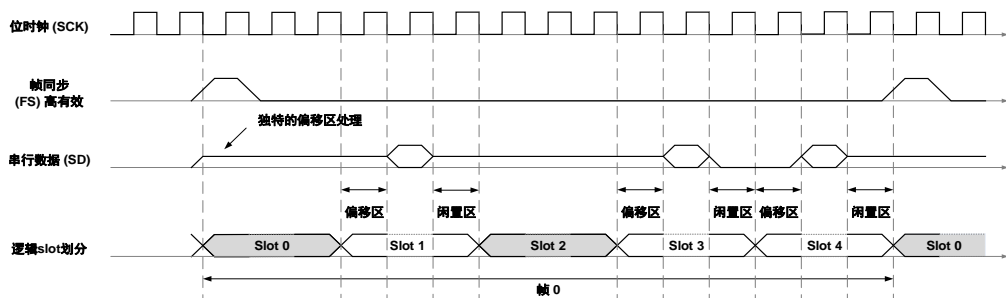 位时钟 (SCK)
帧同步
(FS) 高有效
独特的偏移区处理
串行数据 (SD)
偏移区
闲置区
偏移区
闲置区
偏移区
闲置区
逻辑slot划分
Slot 0
Slot 1
Slot 2
Slot 3
Slot 4
Slot 0
帧 0